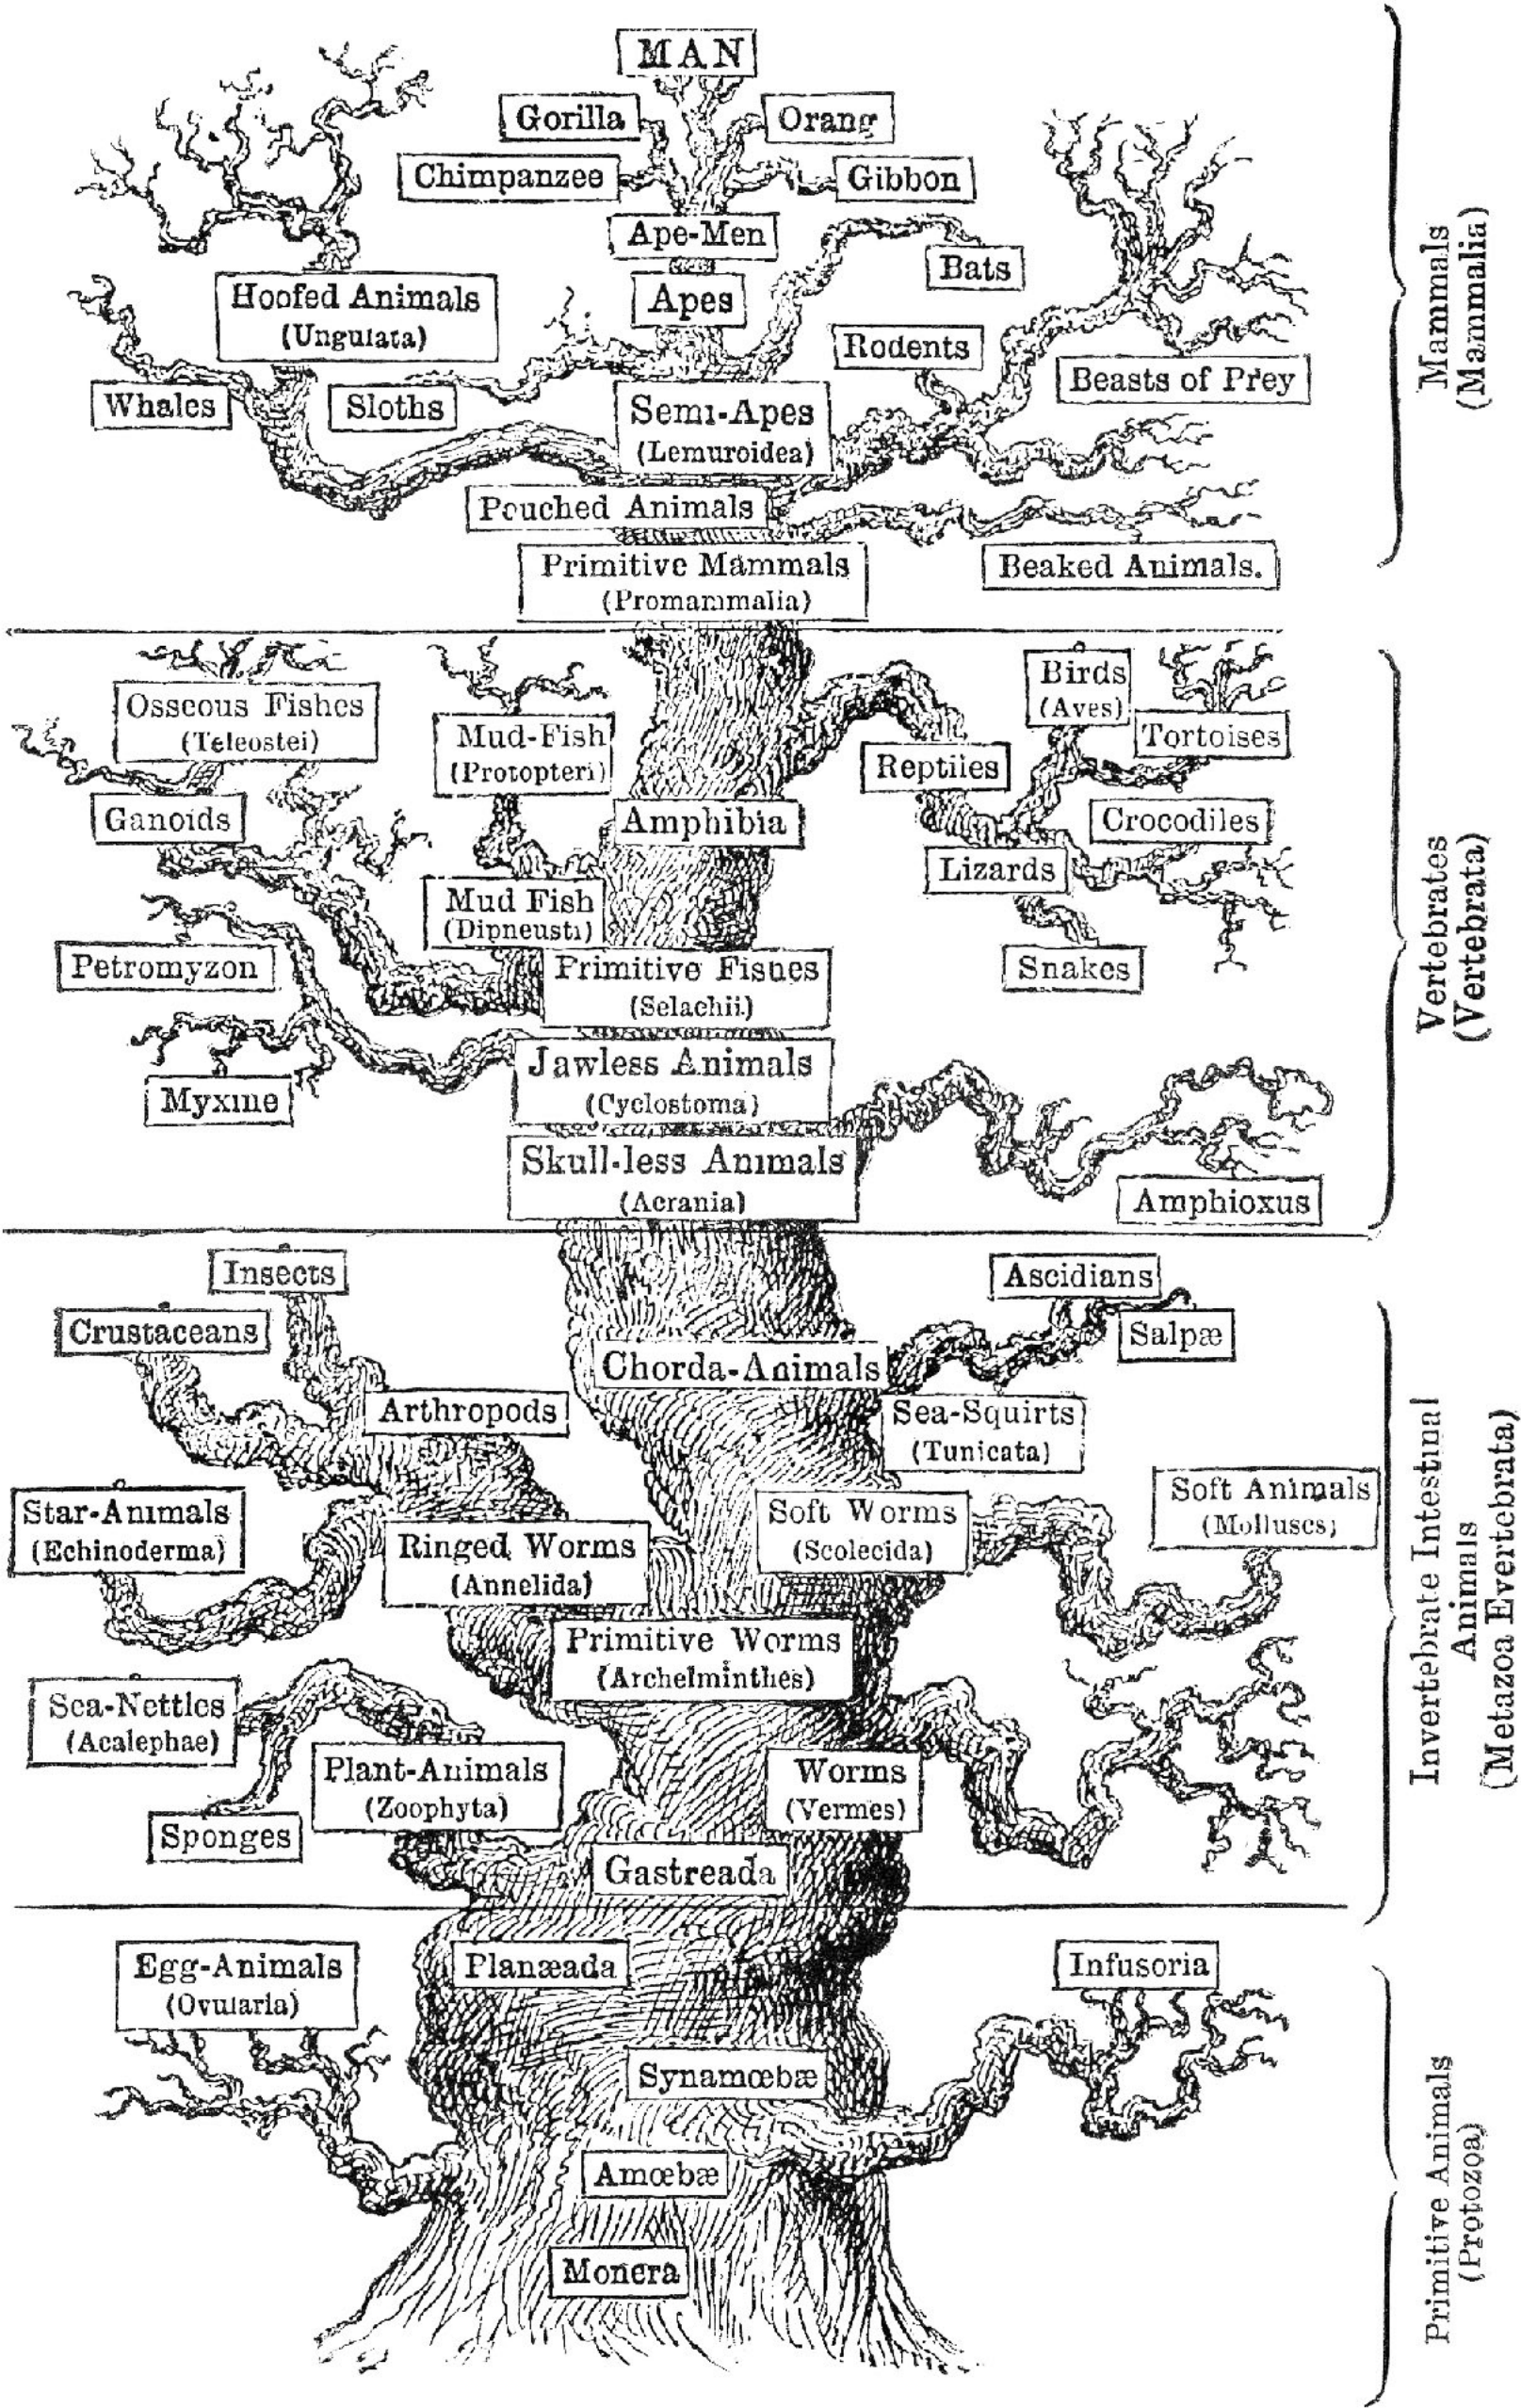 MAN
Gorilla
Orang
Chimpanzee
Gibbon
Ape-Men
Bats
Hoofed Animals
(Ungulata)
Apes
Rodents
Beasts of Prey
Whales
Sloths
Semi-Apes
(Lemuroidea)
Pouched Animals
Primitive Mammals
(Promammalia)
Beaked Animals.
Mammals
(Mammalia)
Osseous Fishes
(Teleostei)
Mud-Fish
(Protopteri)
Birds
(Aves)
Tortoises
Reptiles
Ganoids
Amphibia
Crocodiles
Lizards
Mud Fish
(Dipneusti)
Petromyzon
Primitive Fishes
(Selachii.)
Snakes
Jawless Animals
(Cyclostoma)
Myxine
Skull-less Animals
(Acrania)
Amphioxus
Vertebrates
(Vertebrata)
Insects
Ascidians
Crustaceans
Salpæ
Chorda-Animals
Arthropods
Sea-Squirts
(Tunicata)
Star-Animals
(Echinoderma)
Ringed Worms
(Annelida)
Soft Worms
(Scolecida)
Soft Animals
(Molluscs)
Primitive Worms
(Archelminthes)
Sea-Nettles
(Acalephae)
Plant-Animals
(Zoophyta)
Worms
(Vermes)
Sponges
Gastreada
Invertebrate Intestinal
Animals
(Metazoa Evertebrata)
Egg-Animals
(Ovularia)
Planæada
Infusoria
Synamœbæ
Amœbæ
Monera
Primitive Animals
(Protozoa)